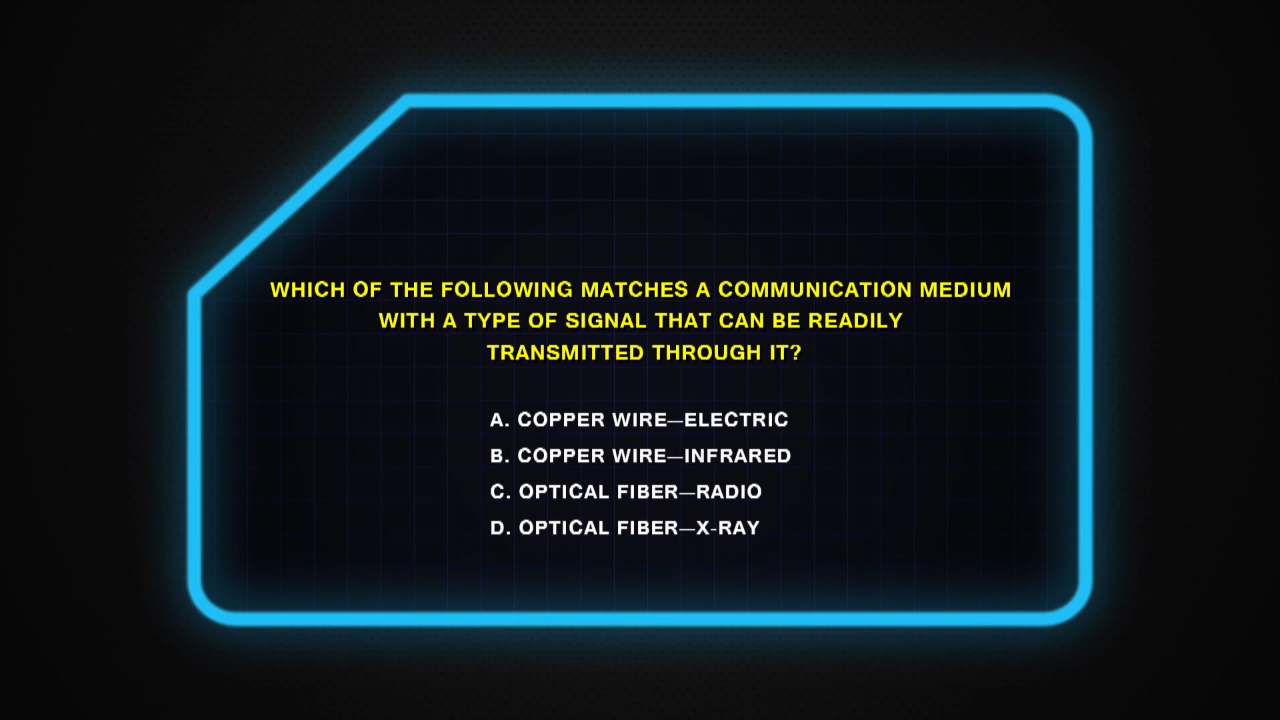 WHICH OF THE FOLLOWING MATCHES A COMMUNICATION MEDIUM
WITH A TYPE OF SIGNAL THAT CAN BE READILY
TRANSMITTED THROUGH IT?
A. COPPER WIRE—ELECTRIC
B. COPPER WIRE—INFRARED
C. OPTICAL FIBER—RADIO
D. OPTICAL FIBER—X-RAY